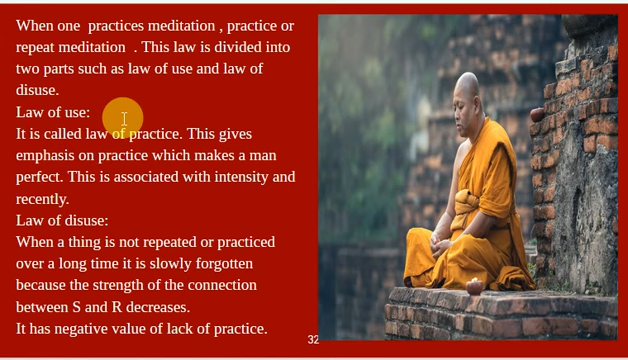 When one practices meditation , practice or
repeat meditation . This law is divided into
two parts such as law of use and law of
disuse.
Law of use:
It is called law of practice. This gives
emphasis on practice which makes a man
perfect. This is associated with intensity and
recently.
Law of disuse:
When a thing is not repeated or practiced
over a long time it is slowly forgotten
because the strength of the connection
between S and R decreases.
It has negative value of lack of practice.
32